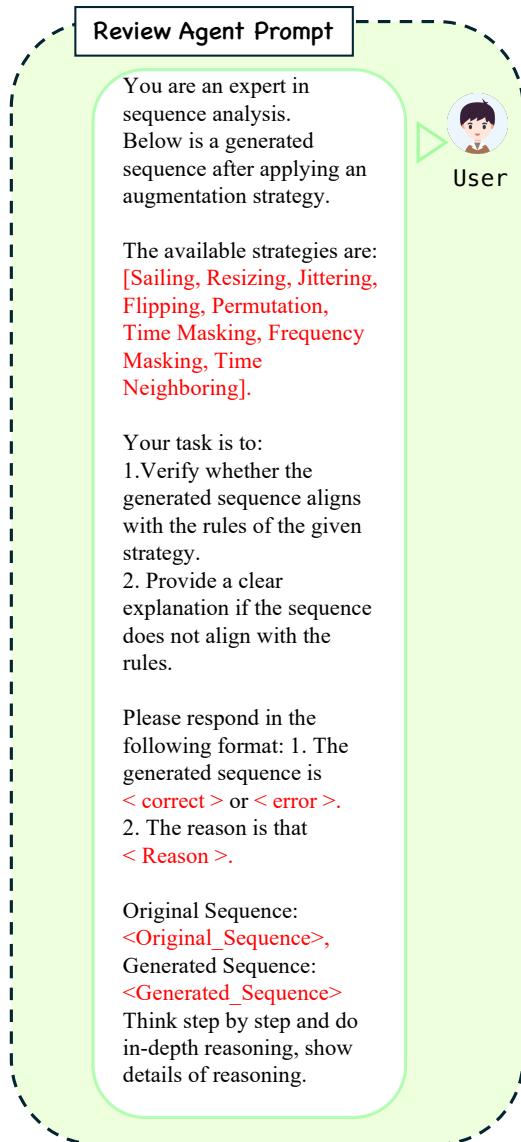 Review Agent Prompt
You are an expert in
sequence analysis.
Below is a generated
sequence after applying an
augmentation strategy.
The available strategies are:
[Sailing, Resizing, Jittering,
Flipping, Permutation,
Time Masking, Frequency
Masking, Time
Neighboring].
Your task is to:
1.Verify whether the
generated sequence aligns
with the rules of the given
strategy.
2. Provide a clear
explanation if the sequence
does not align with the
rules.
Please respond in the
following format: 1. The
generated sequence is
< correct > or < error >.
2. The reason is that
< Reason >.
Original Sequence:
<Original_Sequence>,
Generated Sequence:
<Generated_Sequence>
Think step by step and do
in-depth reasoning, show
details of reasoning.
User